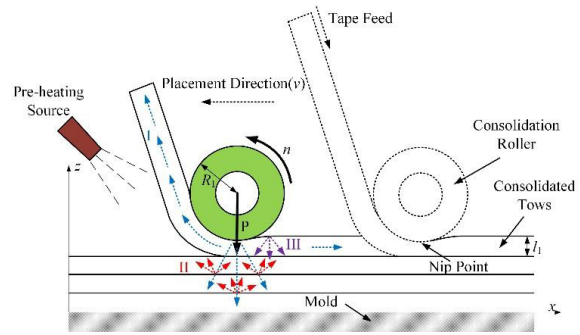 Tape Feed
Placement Direction(v)
Pre-heating
Source
I
n
Consolidation
Roller
z
R₁
Consolidated
Tows
P
III
l₁
II
Nip Point
Mold
x